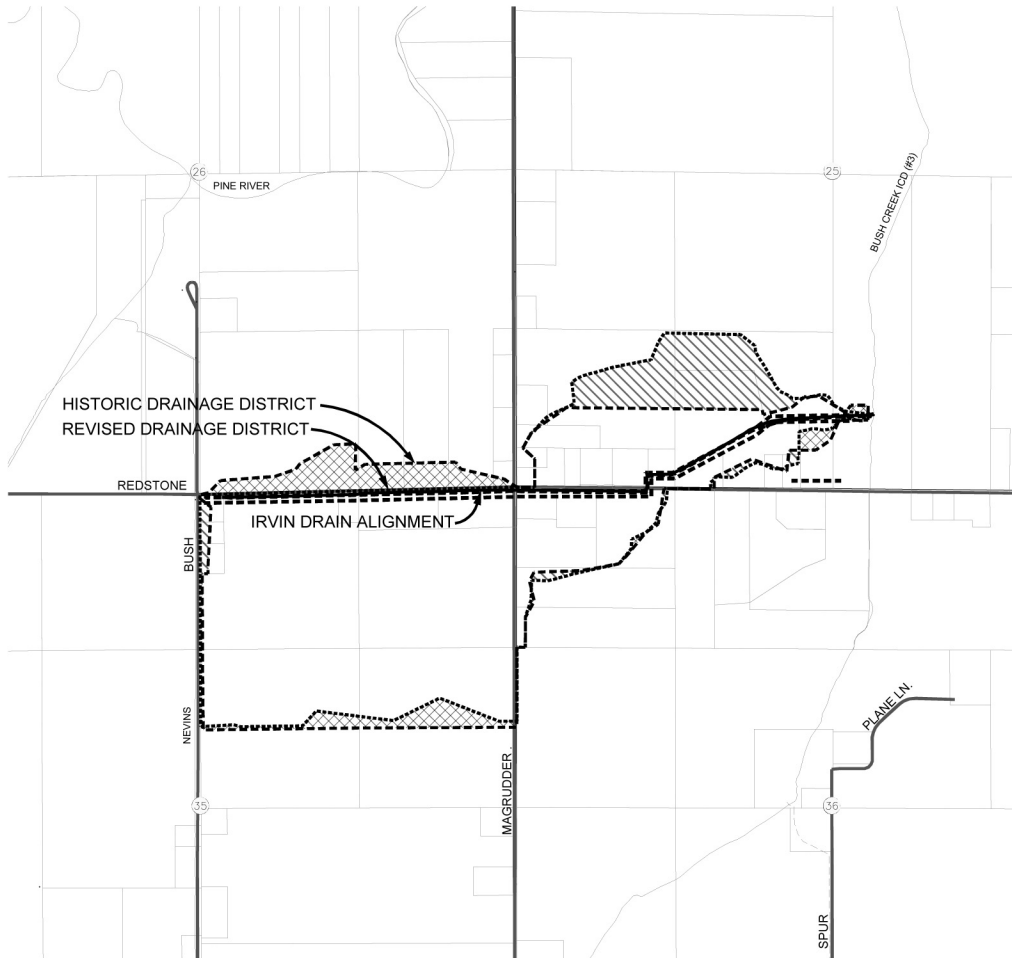 26
25
PINE RIVER
BUSH CREEK ICD (#3)
HISTORIC DRAINAGE DISTRICT
REVISED DRAINAGE DISTRICT
REDSTONE
IRVIN DRAIN ALIGNMENT
BUSH
NEVINS
MAGRUDDER
PLANE LN.
35
36
SPUR